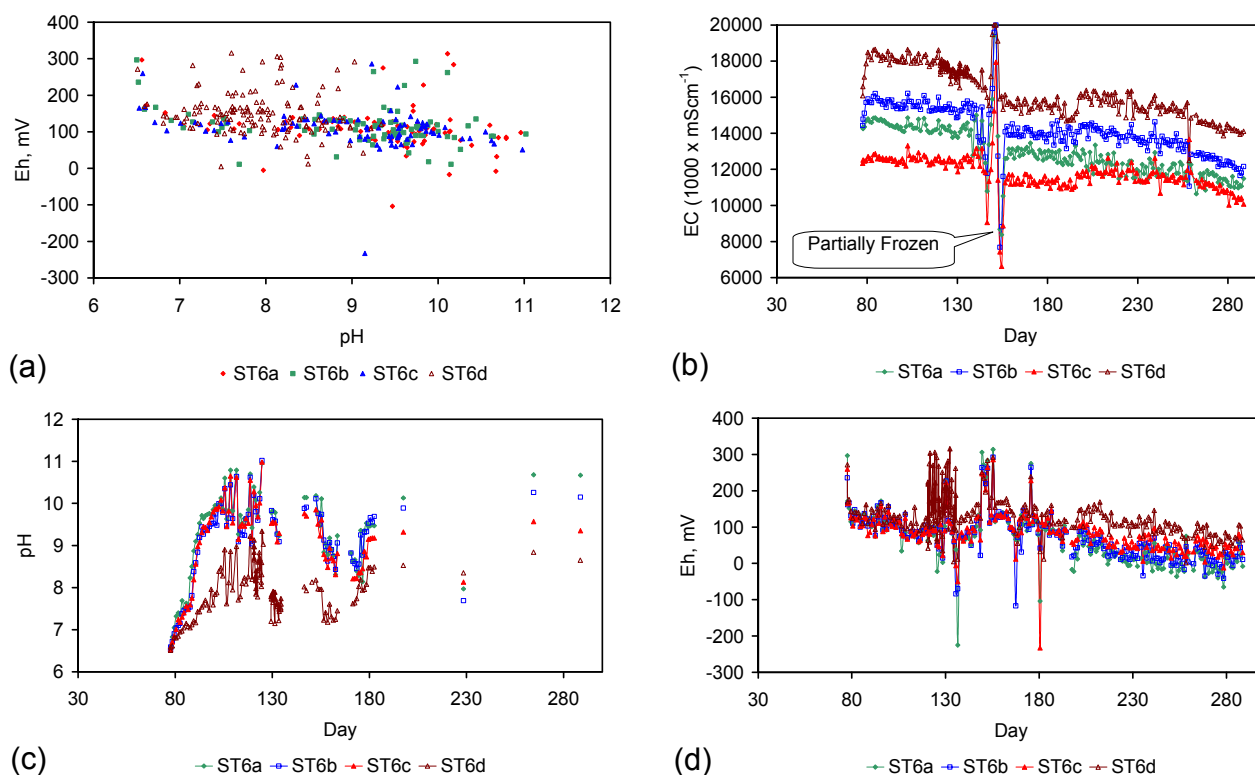 400
300
200
100
0
-100
-200
-300
Eh, mV
6 7 8 9 10 11 12
pH
(a)
ST6a ST6b ST6c ST6d
20000
18000
16000
14000
12000
10000
8000
6000
EC (1000 x mScm⁻¹)
Partially Frozen
30 80 130 180 230 280
Day
(b)
ST6a ST6b ST6c ST6d
12
11
10
9
8
7
6
pH
30 80 130 180 230 280
Day
(c)
ST6a ST6b ST6c ST6d
400
300
200
100
0
-100
-200
-300
Eh, mV
30 80 130 180 230 280
Day
(d)
ST6a ST6b ST6c ST6d